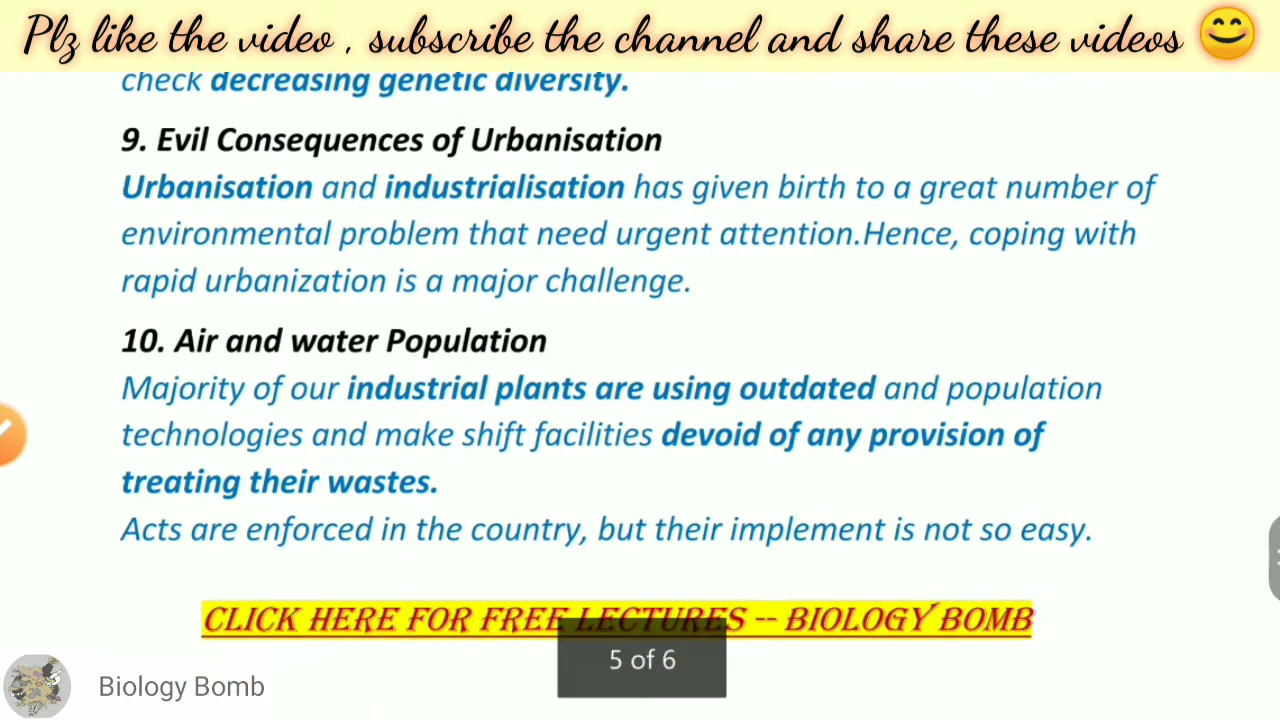 Plz like the video , subscribe the channel and share these videos 😊
check decreasing genetic diversity.
9. Evil Consequences of Urbanisation
Urbanisation and industrialisation has given birth to a great number of
environmental problem that need urgent attention.Hence, coping with
rapid urbanization is a major challenge.
10. Air and water Population
Majority of our industrial plants are using outdated and population
technologies and make shift facilities devoid of any provision of
treating their wastes.
Acts are enforced in the country, but their implement is not so easy.
CLICK HERE FOR FREE LECTURES -- BIOLOGY BOMB
5 of 6
Biology Bomb